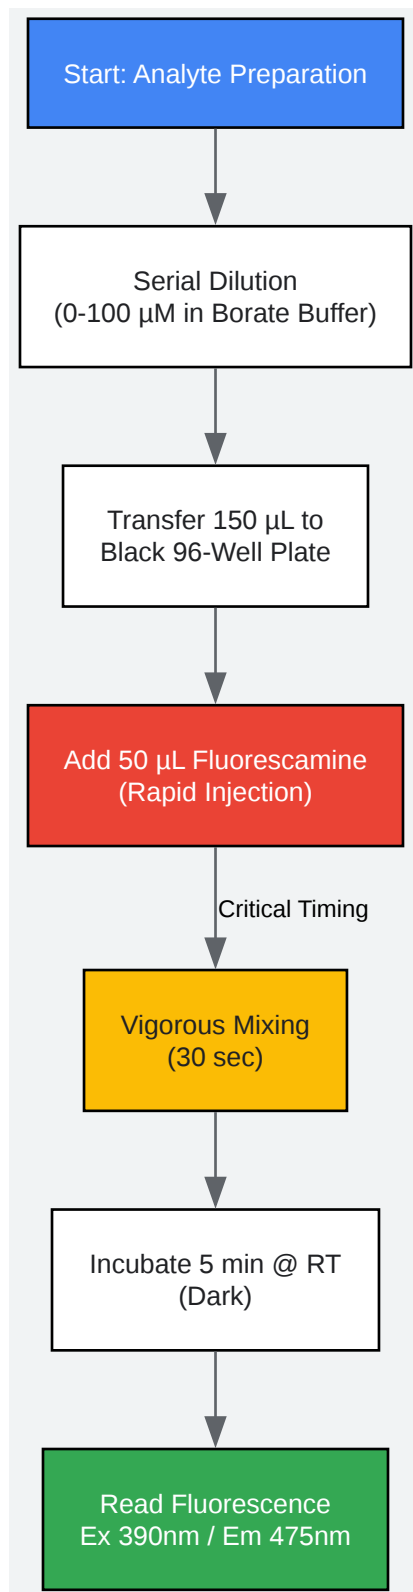 Start: Analyte Preparation
Serial Dilution
(0-100 µM in Borate Buffer)
Transfer 150 µL to
Black 96-Well Plate
Add 50 µL Fluorescamine
(Rapid Injection)
Critical Timing
Vigorous Mixing
(30 sec)
Incubate 5 min @ RT
(Dark)
Read Fluorescence
Ex 390nm / Em 475nm